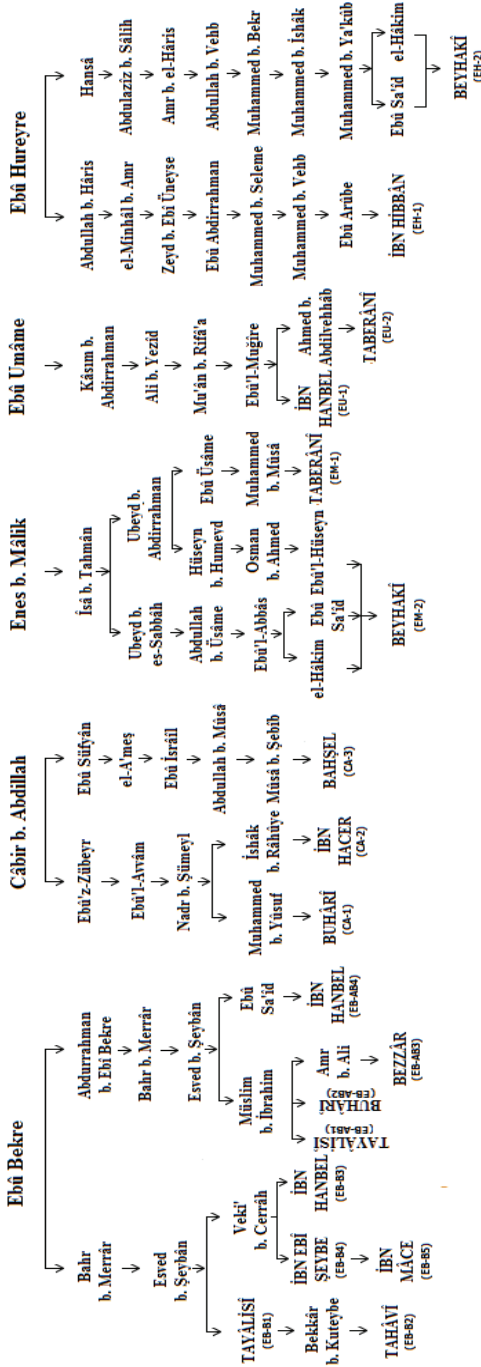 Ebû Bekre
Bahr
b. Merrâr
Esved
b. Şeybân
TAYÂLİSÎ
(EB-B1)
Bekkâr
b. Kuteybe
TAHÂVÎ
(EB-B2)
Veki'
b. Cerrâh
İBN EBÎ
ŞEYBE
(EB-B4)
İBN
MÂCE
(EB-B5)
İBN
HANBEL
(EB-B3)
Abdurrahman
b. Ebî Bekre
Bahr b. Merrâr
Esved b. Şeybân
Müslim
b. İbrahim
TAYÂLİSÎ
(EB-AB1)
BUHÂRÎ
(EB-AB2)
Amr
b. Ali
BEZZÂR
(EB-AB3)
Ebû
Sa'îd
İBN
HANBEL
(EB-AB4)
Câbir b. Abdillah
Ebü'z-Zübeyr
Ebü'l-Avvâm
Nadr b. Şümeyl
Muhammed
b. Yûsuf
BUHÂRÎ
(CA-1)
İshâk
b. Râhûye
İBN
HACER
(CA-2)
Ebû Süfyân
el-A'meş
Ebû İsrâil
Abdullah b. Mûsâ
Mûsâ b. Şebîb
BAHŞEL
(CA-3)
Enes b. Mâlik
Îsâ b. Tahmân
Ubeyd b.
es-Sabbâh
Abdullah
b. Üsâme
Ebü'l-Abbâs
el-Hâkim
Ebû
Sa'îd
Ubeyd b.
Abdirrahman
Hüseyn
b. Humeyd
Osman
b. Ahmed
Ebü'l-Hüseyn
BEYHAKÎ
(EM-2)
Ebû Üsâme
Muhammed
b. Mûsâ
TABERÂNÎ
(EM-1)
Ebû Umâme
Kâsım b.
Abdirrahman
Ali b. Yezîd
Mu'ân b. Rifâ'a
Ebü'l-Mugîre
İBN
HANBEL
(EU-1)
Ahmed b.
Abdilvehhâb
TABERÂNÎ
(EU-2)
Ebû Hureyre
Abdullah b. Hâris
el-Minhâl b. Amr
Zeyd b. Ebî Üneyse
Ebû Abdirrahman
Muhammed b. Seleme
Muhammed b. Vehb
Ebû Arûbe
İBN HİBBÂN
(EH-1)
Hansâ
Abdulazîz b. Sâlih
Amr b. el-Hâris
Abdullah b. Vehb
Muhammed b. Bekr
Muhammed b. İshâk
Muhammed b. Ya'kûb
Ebû Sa'îd
el-Hâkim
BEYHAKÎ
(EH-2)